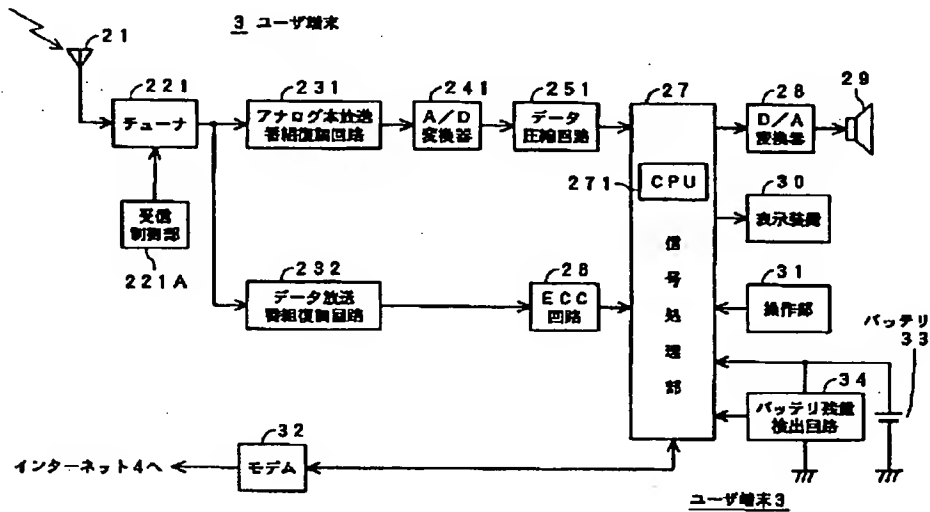 3 ユーザ端末
21
221
チューナ
231
アナログ本放送
番組復調回路
241
A/D
変換器
251
データ
圧縮回路
27
271
CPU
信号処理部
28
D/A
変換器
29
30
表示装置
受信
制御部
221A
232
データ放送
番組復調回路
28
ECC
回路
31
操作部
バッテリ
33
34
バッテリ残量
検出回路
32
モデム
インターネット4へ
ユーザ端末3